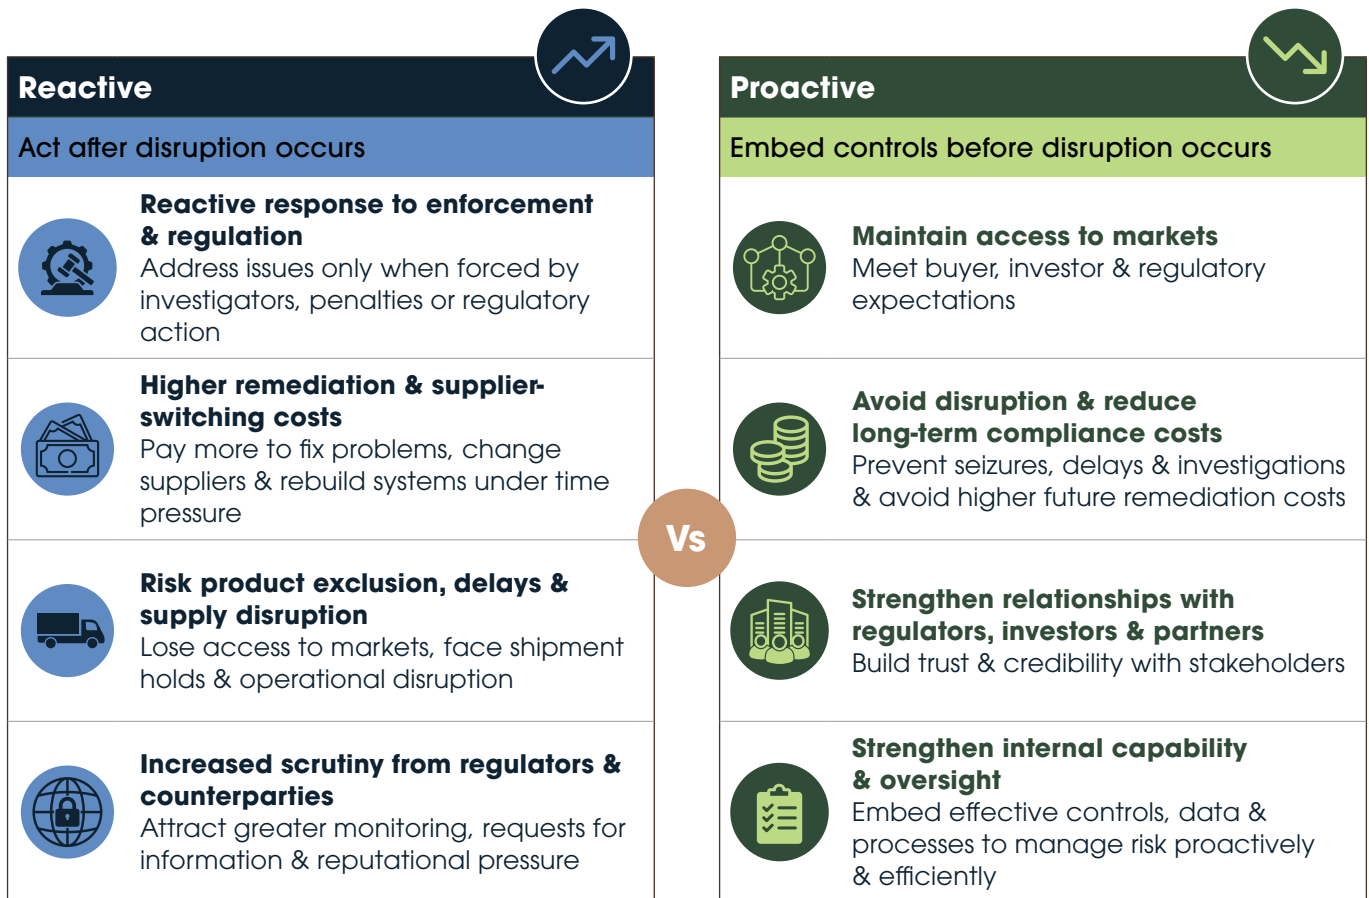 Reactive
Act after disruption occurs
Reactive response to enforcement
& regulation
Address issues only when forced by
investigators, penalties or regulatory
action
Higher remediation & supplier-
switching costs
Pay more to fix problems, change
suppliers & rebuild systems under time
pressure
Risk product exclusion, delays &
supply disruption
Lose access to markets, face shipment
holds & operational disruption
Increased scrutiny from regulators &
counterparties
Attract greater monitoring, requests for
information & reputational pressure
Vs
Proactive
Embed controls before disruption occurs
Maintain access to markets
Meet buyer, investor & regulatory
expectations
Avoid disruption & reduce
long-term compliance costs
Prevent seizures, delays & investigations
& avoid higher future remediation costs
Strengthen relationships with
regulators, investors & partners
Build trust & credibility with stakeholders
Strengthen internal capability
& oversight
Embed effective controls, data &
processes to manage risk proactively
& efficiently